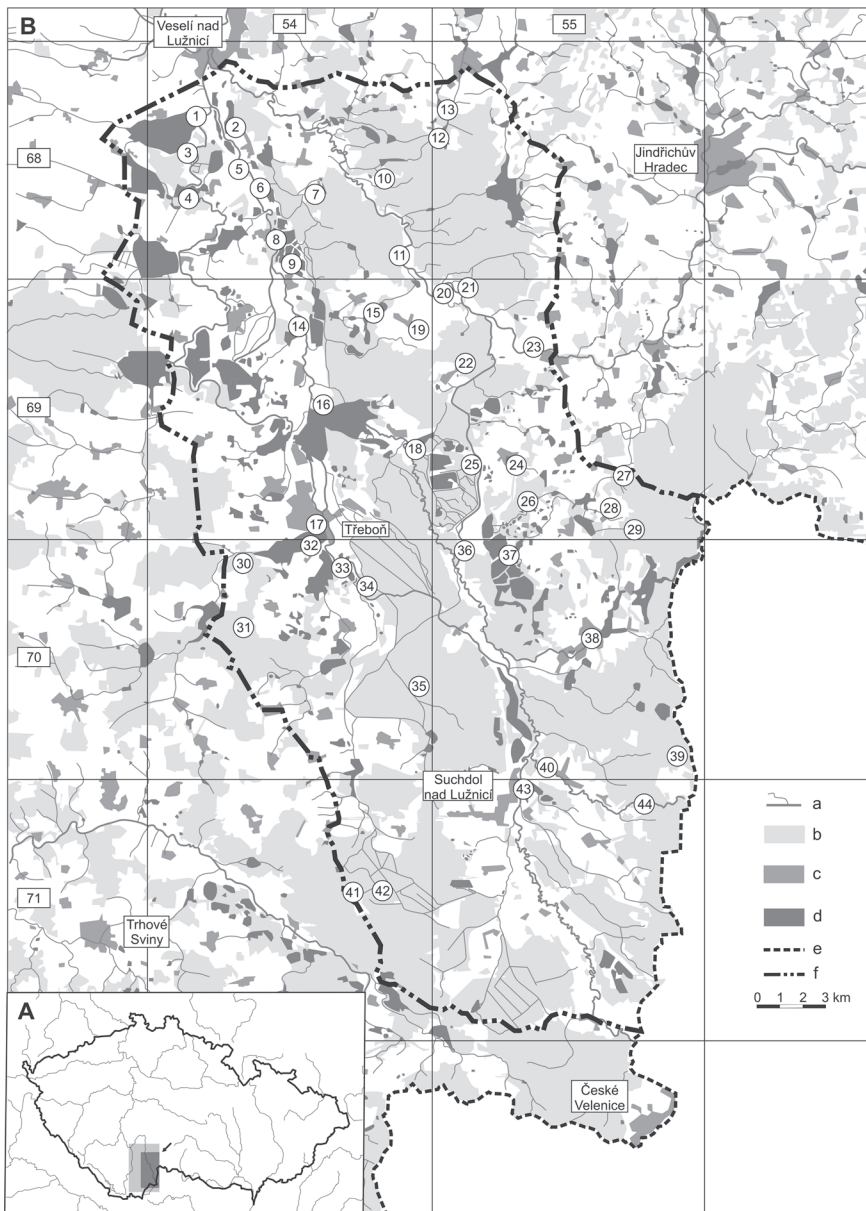 B
Veselí nad
Lužnicí
54
55
1
2
13
12
68
3
Jindřichův
Hradec
5
10
6
7
4
8
11
9
20
21
15
14
19
23
22
16
69
18
25
24
27
26
28
17
Třeboň
29
32
36
37
30
33
34
31
38
70
35
39
40
Suchdol
nad Lužnicí
43
44
a
b
41
42
c
71
d
Trhové
Sviny
e
f
A
0 1 2 3 km
České
Velenice